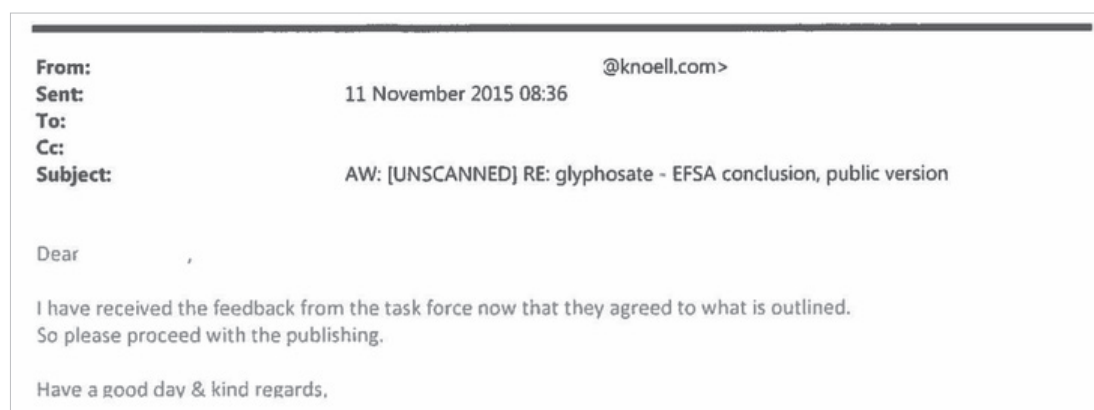 From: @knoell.com>
Sent: 11 November 2015 08:36
To:
Cc:
Subject: AW: [UNSCANNED] RE: glyphosate - EFSA conclusion, public version
Dear ,
I have received the feedback from the task force now that they agreed to what is outlined.
So please proceed with the publishing.
Have a good day & kind regards,